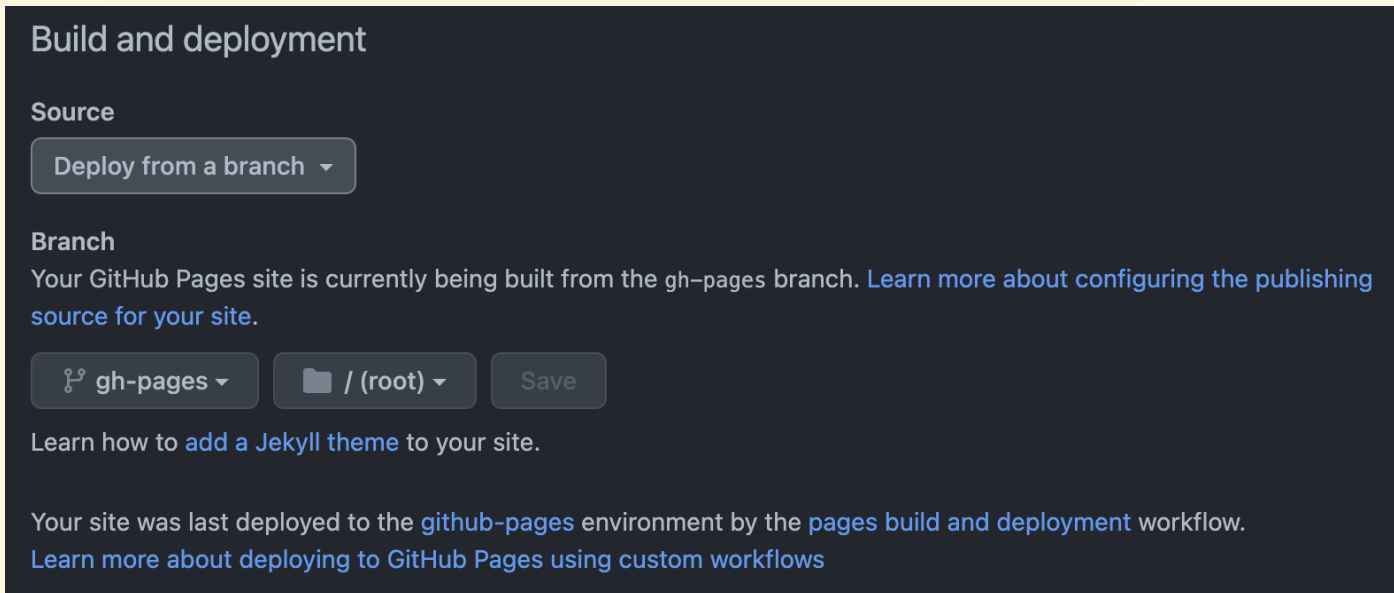 Build and deployment
Source
Deploy from a branch
Branch
Your GitHub Pages site is currently being built from the gh-pages branch. Learn more about configuring the publishing
source for your site.
gh-pages / (root) Save
Learn how to add a Jekyll theme to your site.
Your site was last deployed to the github-pages environment by the pages build and deployment workflow.
Learn more about deploying to GitHub Pages using custom workflows